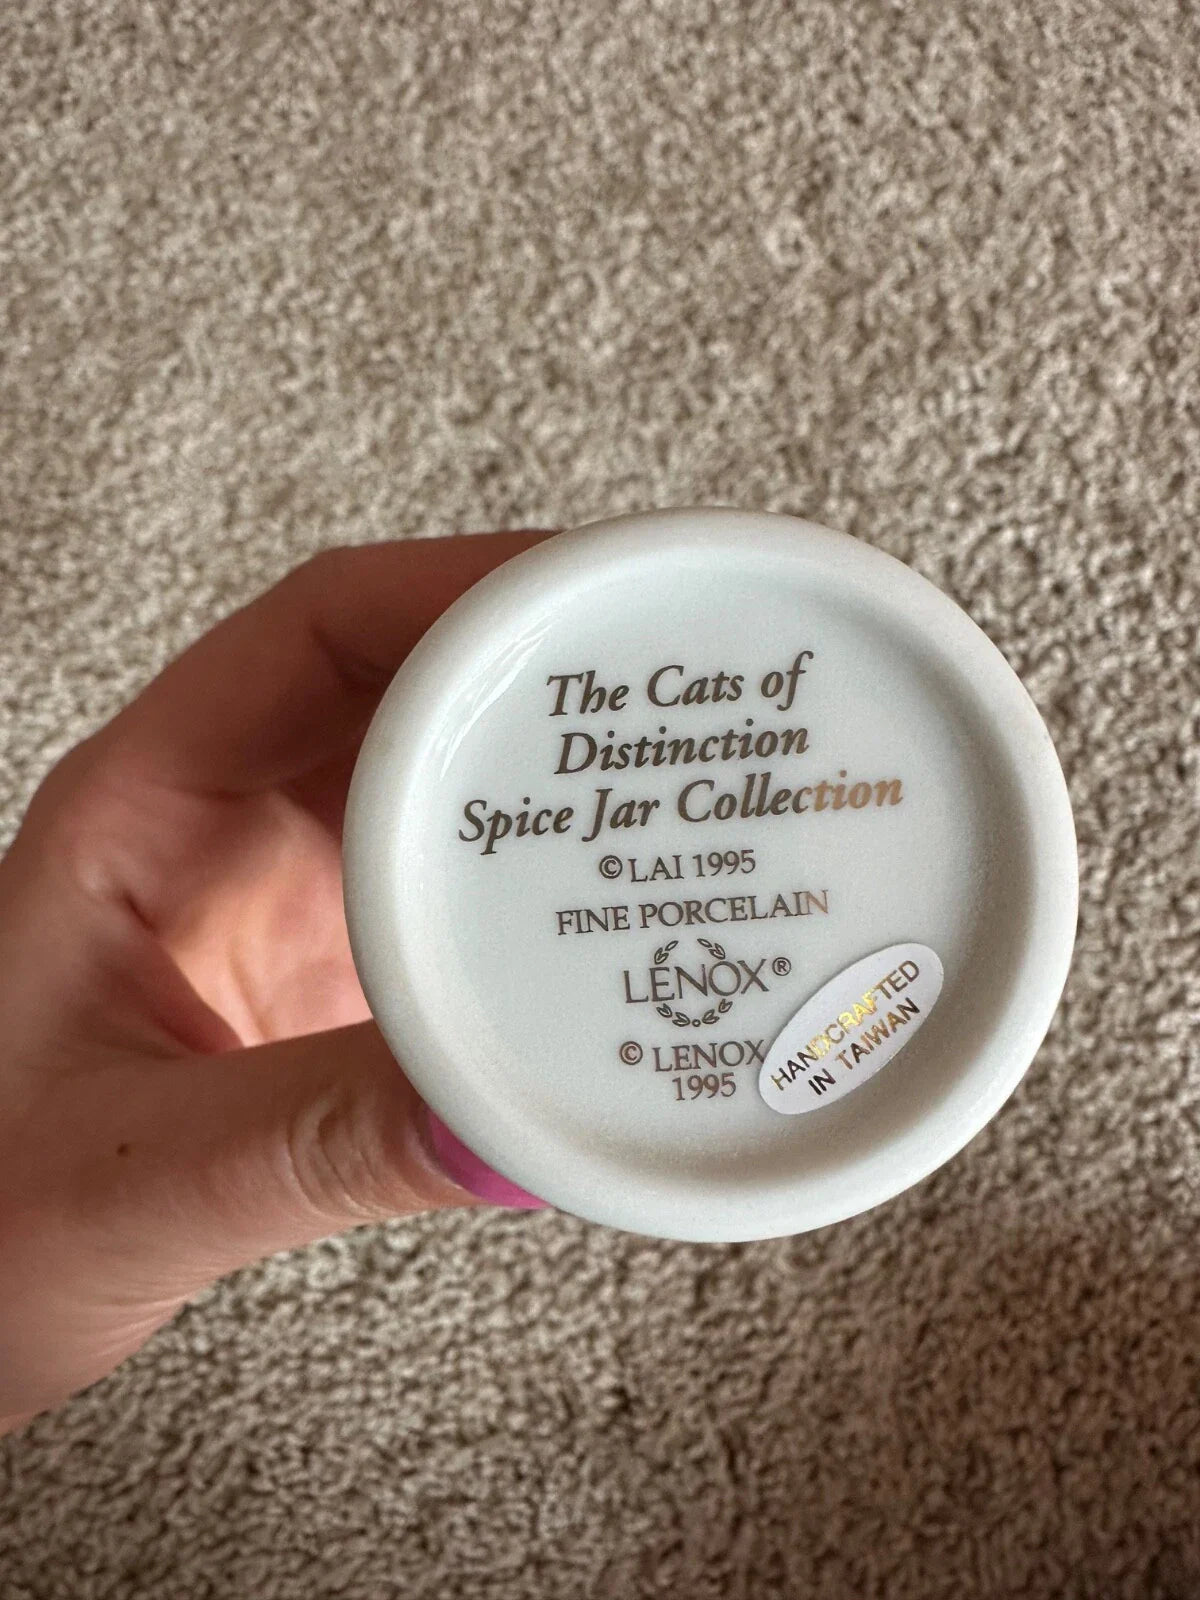 The Cats of
Distinction
Spice Jar Collection
© LAI 1995
FINE PORCELAIN
LENOX®
© LENOX
1995
HANDCRAFTED
IN TAIWAN